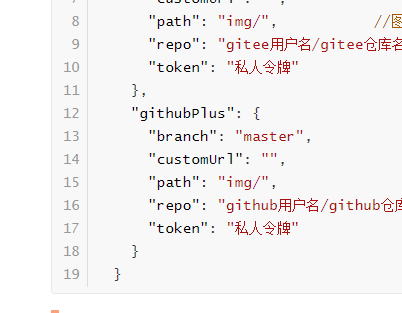 8 "path": "img/", //图
9 "repo": "gitee用户名/gitee仓库名
10 "token": "私人令牌"
11 },
12 "githubPlus": {
13 "branch": "master",
14 "customUrl": "",
15 "path": "img/",
16 "repo": "github用户名/github仓
17 "token": "私人令牌"
18 }
19 }